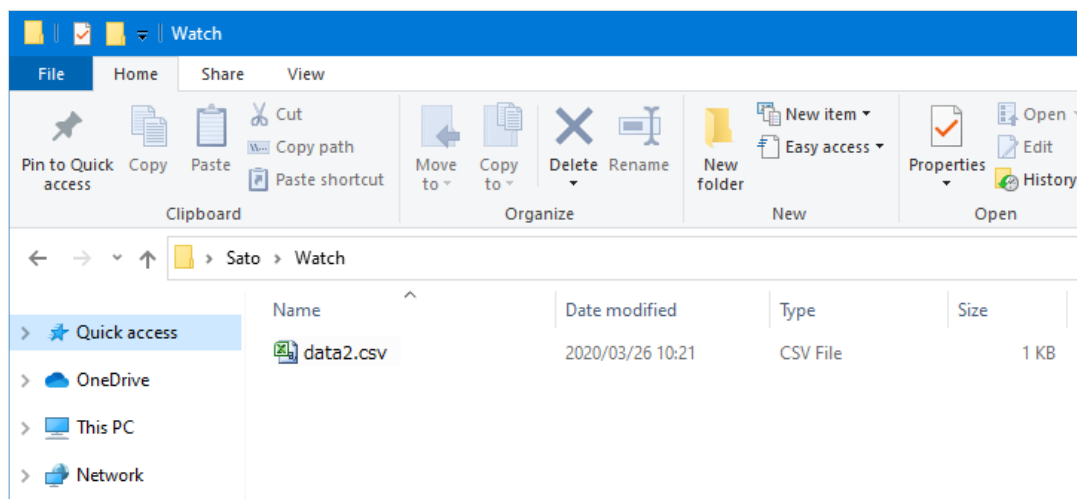 Watch
File Home Share View
Pin to Quick access
Copy
Paste
Cut
Copy path
Paste shortcut
Clipboard
Move to
Copy to
Delete
Rename
Organize
New folder
New item
Easy access
New
Properties
Open
Edit
History
Open
Sato > Watch
Name Date modified Type Size
Quick access
data2.csv 2020/03/26 10:21 CSV File 1 KB
OneDrive
This PC
Network